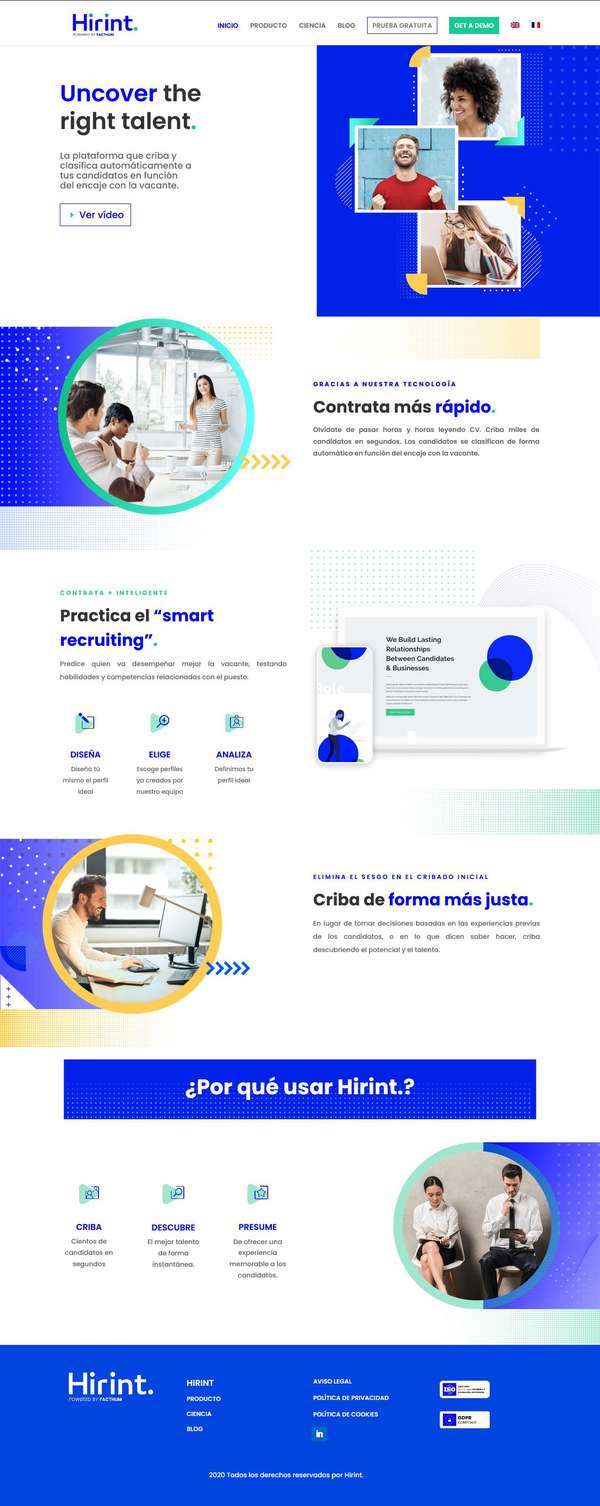 Hirint.
POWERED BY FACTHUM
INICIO
PRODUCTO
CIENCIA
BLOG
PRUEBA GRATUITA
GET A DEMO
Uncover the
right talent.
La plataforma que criba y
clasifica automáticamente a
tus candidatos en función
del encaje con la vacante.
Ver vídeo
GRACIAS A NUESTRA TECNOLOGÍA
Contrata más rápido.
Olvídate de pasar horas y horas leyendo CV. Criba miles de
candidatos en segundos. Los candidatos se clasifican de forma
automática en función del encaje con la vacante.
CONTRATA + INTELIGENTE
Practica el “smart
recruiting”.
Predice quien va desempeñar mejor la vacante, testando
habilidades y competencias relacionadas con el puesto.
We Build Lasting
Relationships
Between Candidates
& Businesses
DISEÑA
Diseña tú
mismo el perfil
ideal
ELIGE
Escoge perfiles
ya creados por
nuestro equipo
ANALIZA
Definimos tu
perfil ideal
ELIMINA EL SESGO EN EL CRIBADO INICIAL
Criba de forma más justa.
En lugar de tomar decisiones basadas en las experiencias previas
de los candidatos, o en lo que dicen saber hacer, criba
descubriendo el potencial y el talento.
¿Por qué usar Hirint.?
CRIBA
Cientos de
candidatos en
segundos
DESCUBRE
El mejor talento
de forma
instantánea.
PRESUME
De ofrecer una
experiencia
memorable a los
candidatos.
Hirint.
POWERED BY FACTHUM
HIRINT
PRODUCTO
CIENCIA
BLOG
AVISO LEGAL
POLÍTICA DE PRIVACIDAD
POLÍTICA DE COOKIES
in
ISO
GDPR
2020 Todos los derechos reservados por Hirint.